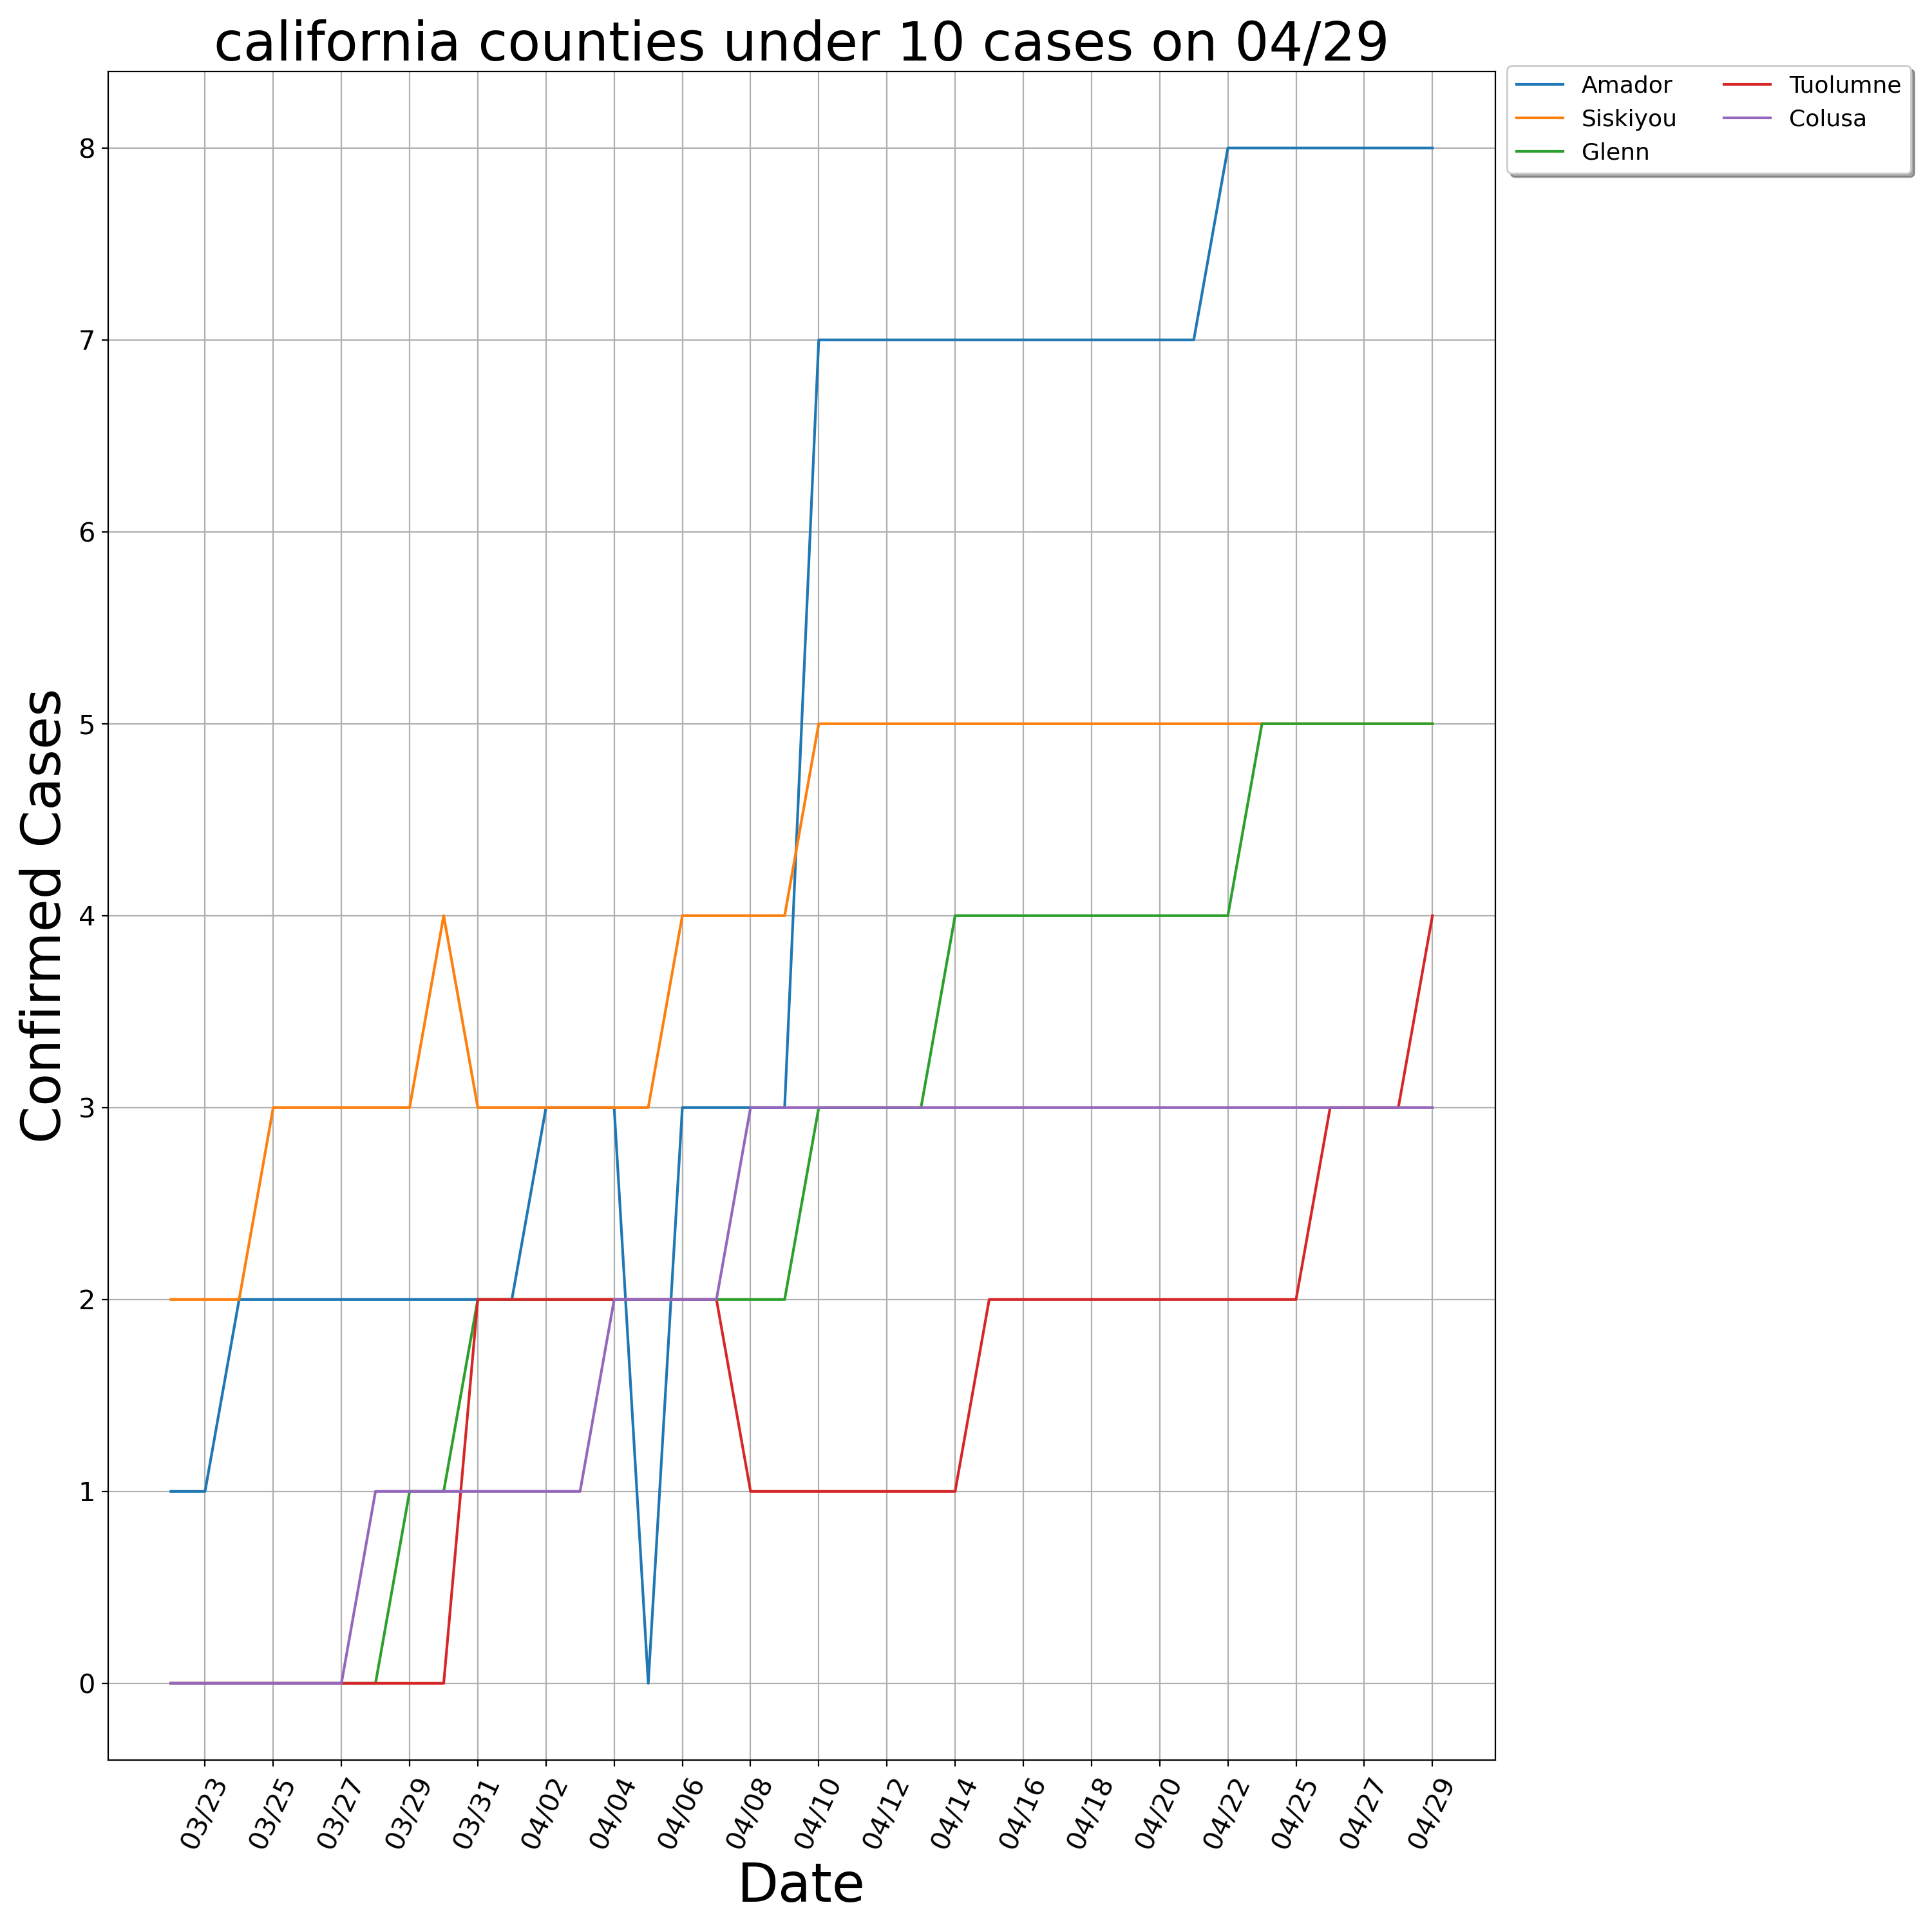 california counties under 10 cases on 04/29
Amador
Siskiyou
Glenn
Tuolumne
Colusa
Confirmed Cases
8
7
6
5
4
3
2
1
0
03/23 03/25 03/27 03/29 03/31 04/02 04/04 04/06 04/08 04/10 04/12 04/14 04/16 04/18 04/20 04/22 04/25 04/27 04/29
Date